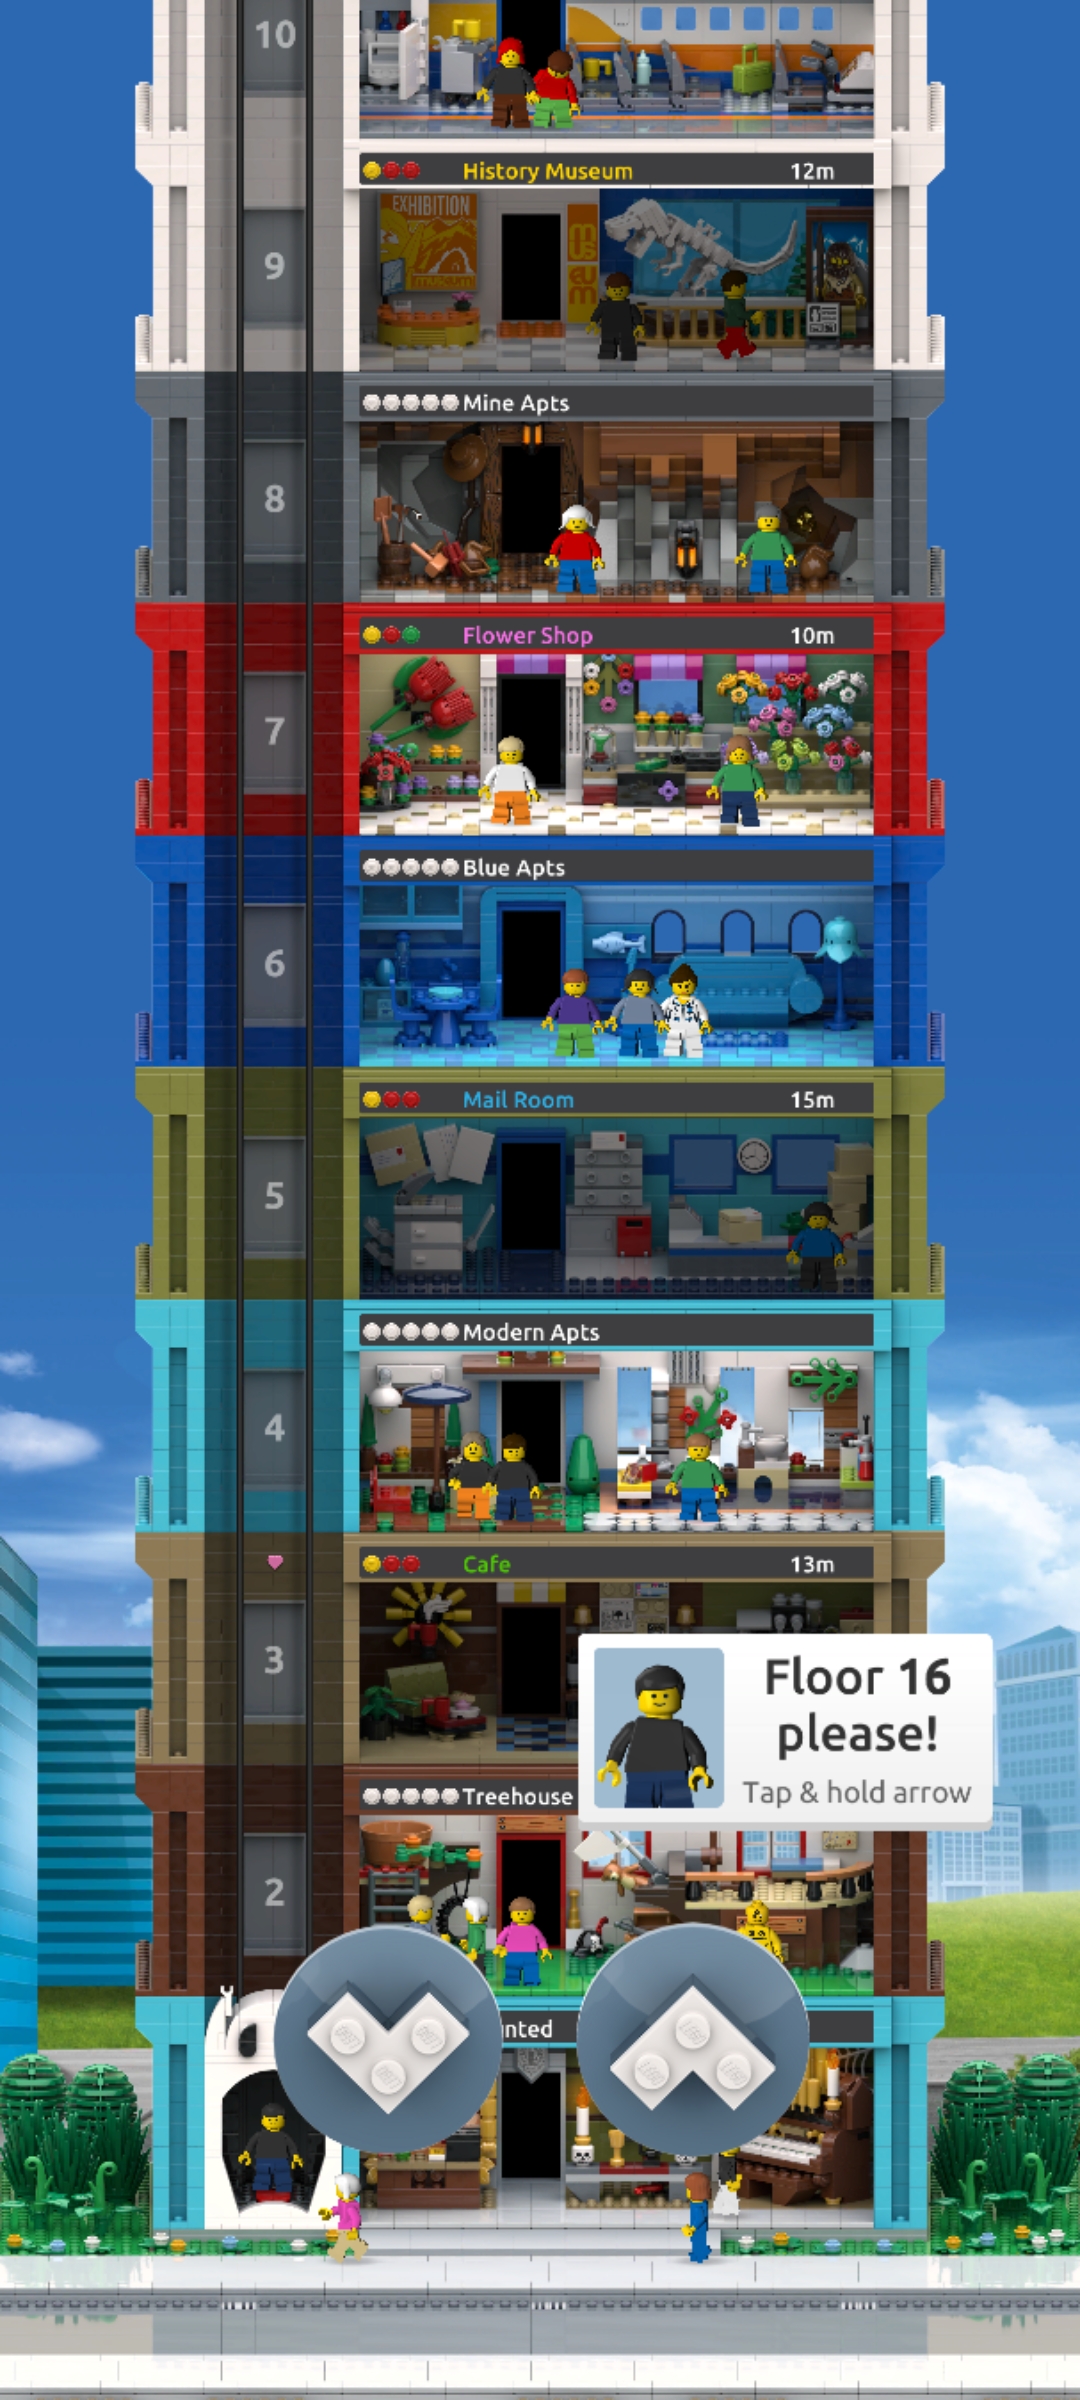 10
History Museum 12m
EXHIBITION
museum
9
Mine Apts
8
Flower Shop 10m
7
Blue Apts
6
Mail Room 15m
5
Modern Apts
4
Cafe 13m
3
Floor 16
please!
Tap & hold arrow
Treehouse
2
nted